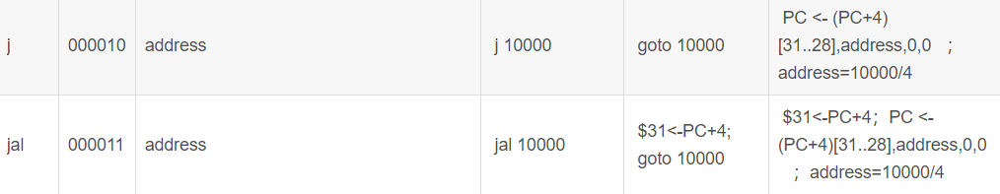 j 000010 address j 10000 goto 10000 PC <- (PC+4)
[31..28],address,0,0 ；
address=10000/4
jal 000011 address jal 10000 $31<-PC+4;
goto 10000 $31<-PC+4；PC <-
(PC+4)[31..28],address,0,0
；address=10000/4